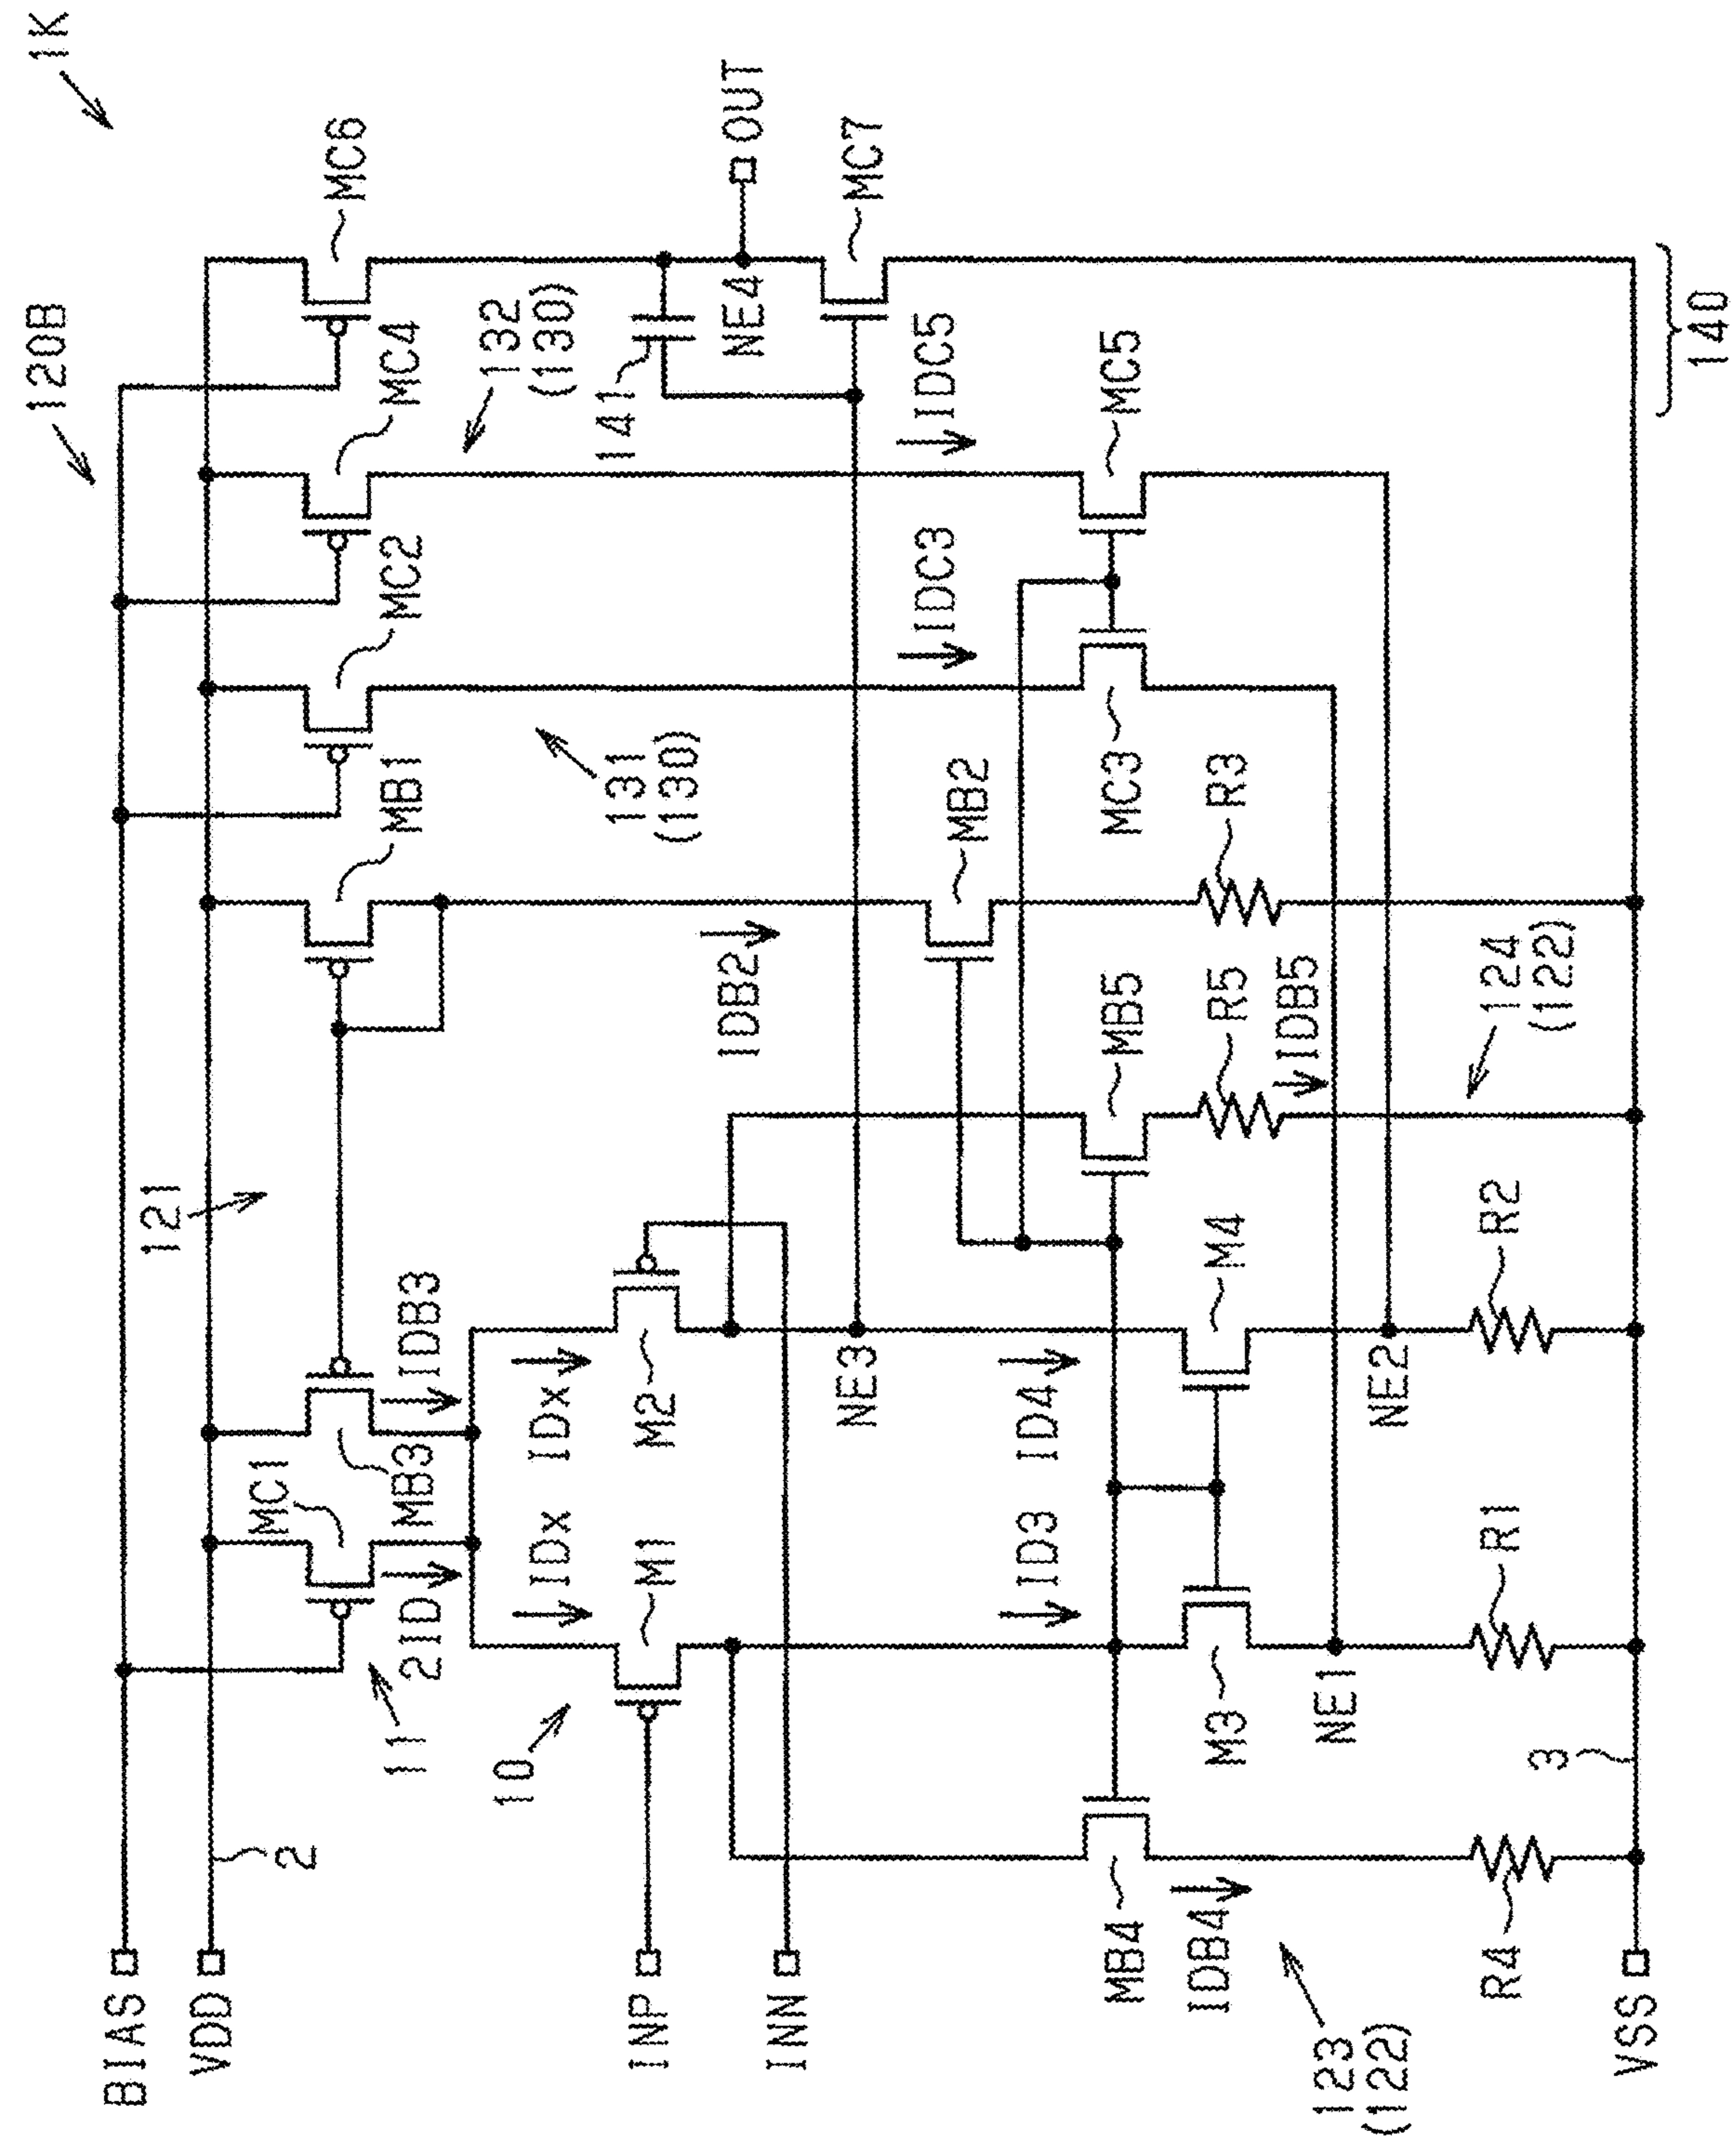 1K
120B
BIAS
VDD
2
11
MC1
2ID
MB3
IDB3
121
MB1
MC2
MC4
MC6
131
(130)
132
(130)
141
NE4
OUT
10
INP
INN
IDx
M1
IDx
M2
NE3
IDB2
MB2
IDC3
IDC5
MC7
ID3
ID4
MB4
IDB4
123
(122)
M3
M4
MB5
R5
IDB5
R3
MC3
MC5
NE1
NE2
R4
R1
R2
124
(122)
3
VSS
140